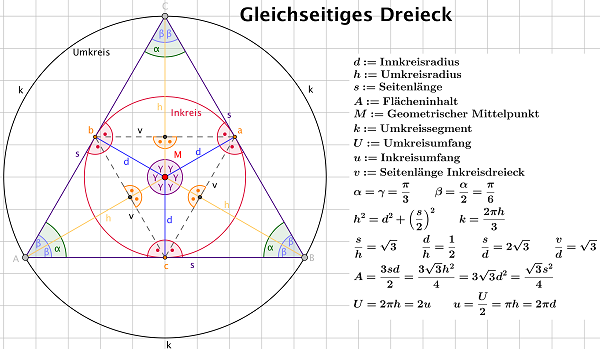 Gleichseitiges Dreieck
C
β β
α
Umkreis
k
k
h
s
Inkreis
v
b
a
s
d
d
M
γ γ
γ γ
γ γ
v
v
h
h
d
α
β
β
α
β
β
A
c
s
B
k
d := Innkreisradius
h := Umkreisradius
s := Seitenlänge
A := Flächeninhalt
M := Geometrischer Mittelpunkt
k := Umkreissegment
U := Umkreisumfang
u := Inkreisumfang
v := Seitenlänge Inkreisdreieck
α = γ = π/3 β = α/2 = π/6
h² = d² + (s/2)² k = 2πh/3
s/h = √3 d/h = 1/2 s/d = 2√3 v/d = √3
A = 3sd/2 = 3√3h²/4 = 3√3d² = √3s²/4
U = 2πh = 2u u = U/2 = πh = 2πd